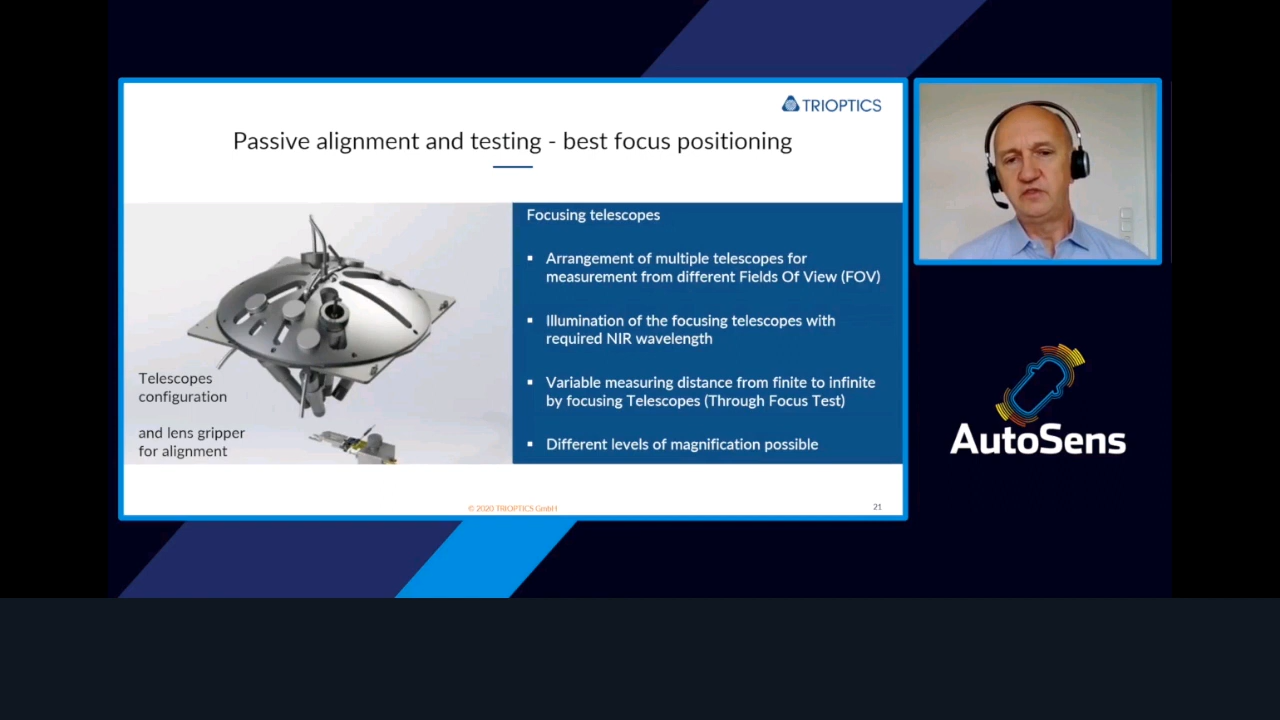 TRIOPTICS
Passive alignment and testing - best focus positioning
Telescopes
configuration
and lens gripper
for alignment
Focusing telescopes
▪ Arrangement of multiple telescopes for
measurement from different Fields Of View (FOV)
▪ Illumination of the focusing telescopes with
required NIR wavelength
▪ Variable measuring distance from finite to infinite
by focusing Telescopes (Through Focus Test)
▪ Different levels of magnification possible
© 2020 TRIOPTICS GmbH
21
AutoSens